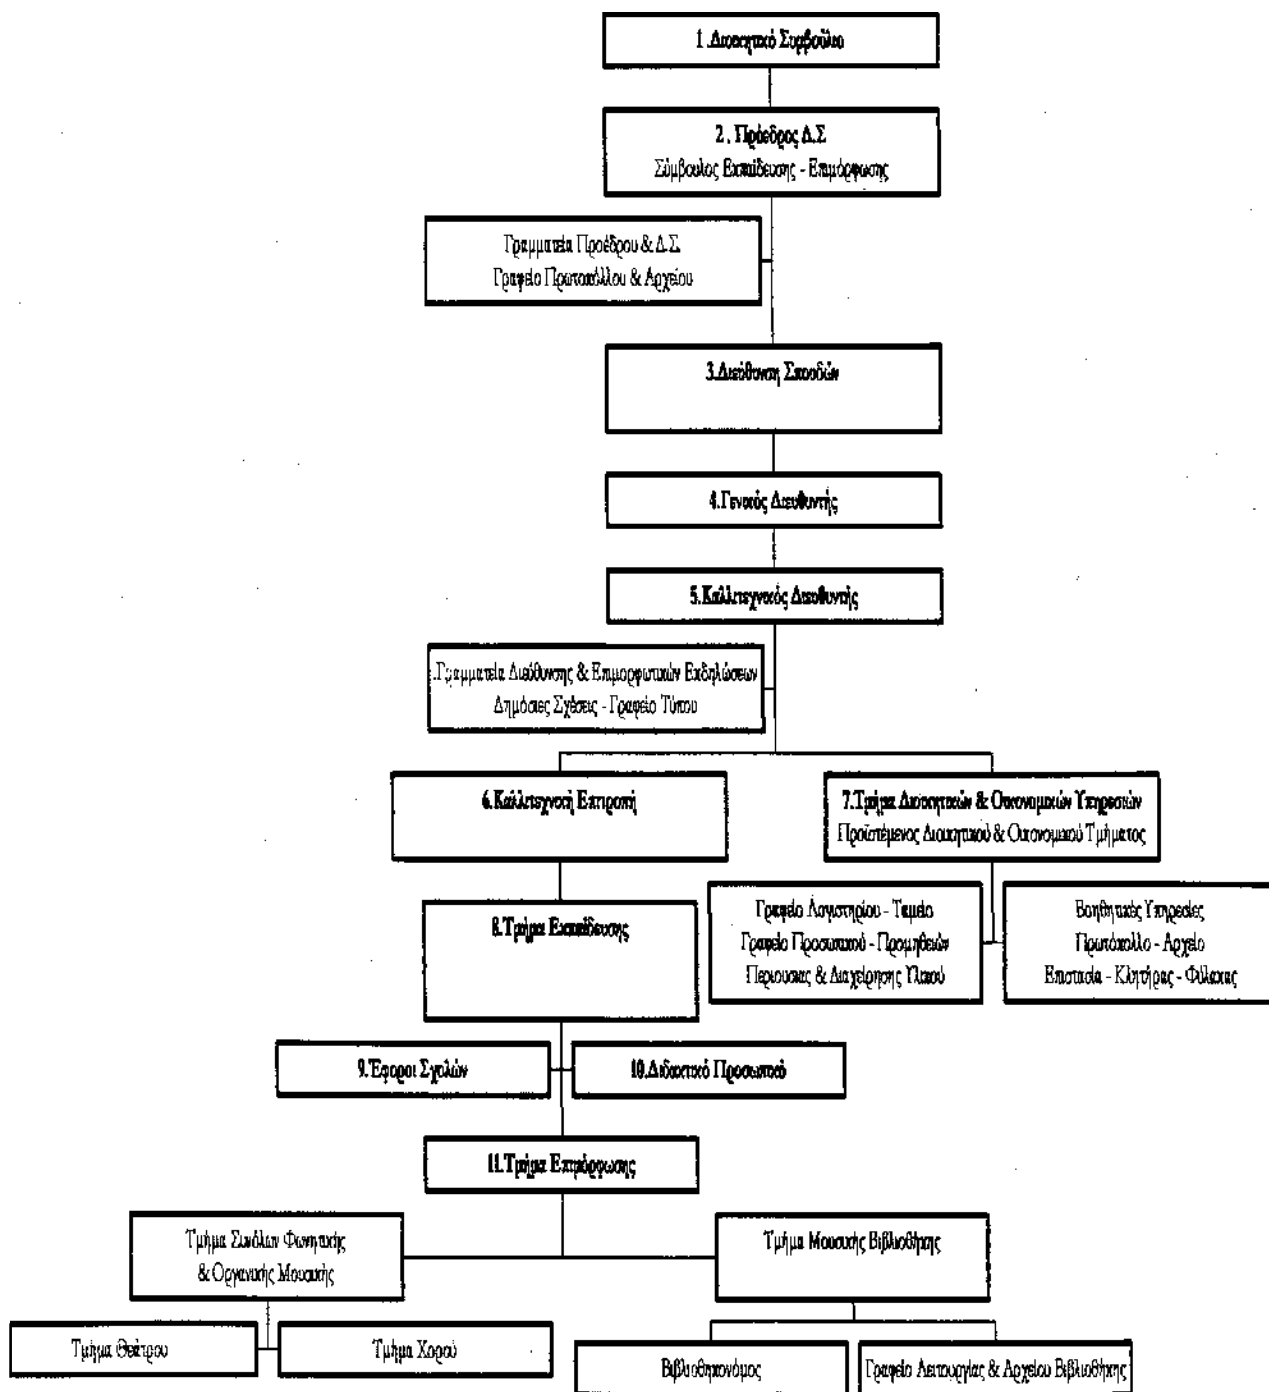 1.Διοικητικό Συμβούλιο
2. Πρόεδρος Δ.Σ
Σύμβουλος Εκπαίδευσης - Επιμόρφωσης
Γραμματεία Προέδρου & Δ.Σ.
Γραφείο Πρωτοκόλλου & Αρχείου
3.Διεύθυνση Σπουδών
4.Γενικός Διευθυντής
5.Καλλιτεχνικός Διευθυντής
.Γραμματεία Διεύθυνσης & Επιμορφωτικών Εκδηλώσεων
Δημόσιες Σχέσεις - Γραφείο Τύπου
6.Καλλιτεχνική Επιτροπή
7.Τμήμα Διοικητικών & Οικονομικών Υπηρεσιών
Προϊστέμενος Διοικητικού & Οικονομικού Τμήματος
Γραφείο Λογιστηρίου - Ταμείο
Γραφείο Προσωπικού - Προμηθειών
Περιουσίας & Διαχείρησης Υλικού
Βοηθητικές Υπηρεσίες
Πρωτόκολλο - Αρχείο
Επιστασία - Κλητήρας - Φύλακας
8.Τμήμα Εκπαίδευσης
9.Έφοροι Σχολών
10.Διδακτικό Προσωπικό
11.Τμήμα Επιμόρφωσης
Τμήμα Συνόλων Φωνητικής
& Οργανικής Μουσικής
Τμήμα Μουσικής Βιβλιοθήκης
Τμήμα Θεάτρου
Τμήμα Χορού
Βιβλιοθηκονόμος
Γραφείο Λειτουργίας & Αρχείου Βιβλιοθήκης